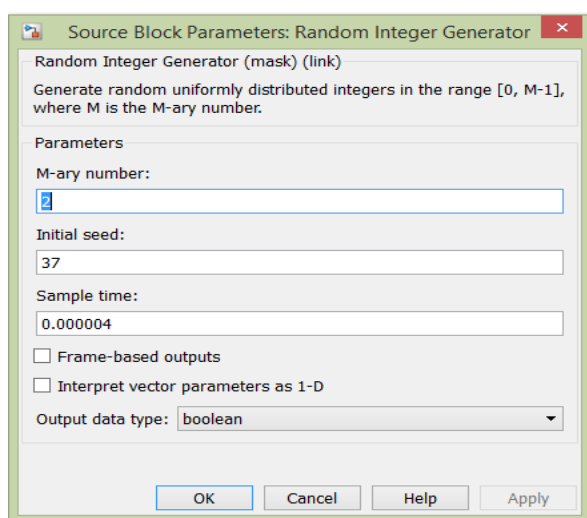 Source Block Parameters: Random Integer Generator
Random Integer Generator (mask) (link)
Generate random uniformly distributed integers in the range [0, M-1],
where M is the M-ary number.
Parameters
M-ary number:
2
Initial seed:
37
Sample time:
0.000004
Frame-based outputs
Interpret vector parameters as 1-D
Output data type: boolean
OK Cancel Help Apply